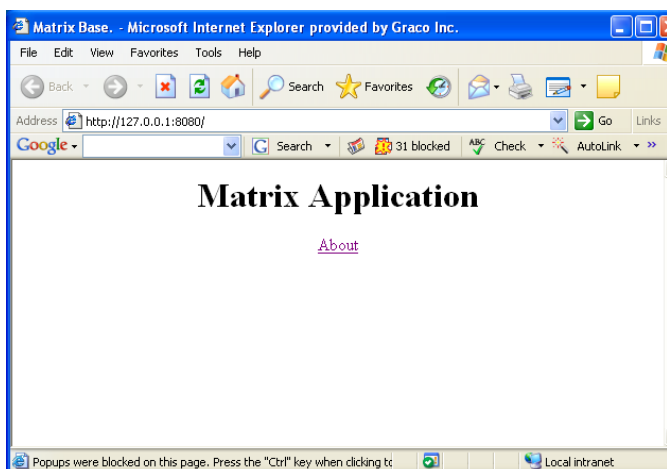 Matrix Base. - Microsoft Internet Explorer provided by Graco Inc.
File Edit View Favorites Tools Help
Back Search Favorites
Address http://127.0.0.1:8080/ Go Links
Google Search 31 blocked ABC Check AutoLink »
Matrix Application
About
Popups were blocked on this page. Press the "Ctrl" key when clicking to Local intranet